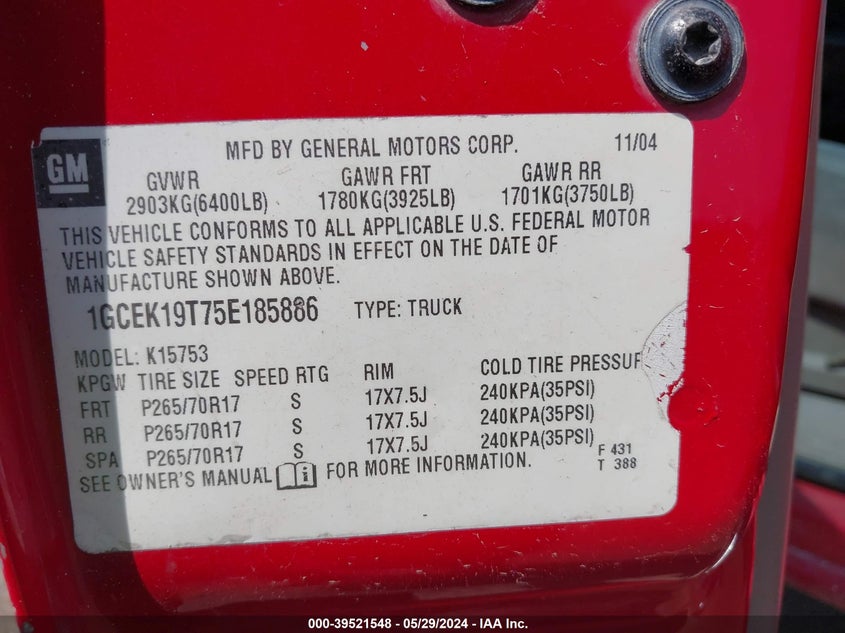 GM
MFD BY GENERAL MOTORS CORP. 11/04
GVWR GAWR FRT GAWR RR
2903KG(6400LB) 1780KG(3925LB) 1701KG(3750LB)
THIS VEHICLE CONFORMS TO ALL APPLICABLE U.S. FEDERAL MOTOR
VEHICLE SAFETY STANDARDS IN EFFECT ON THE DATE OF
MANUFACTURE SHOWN ABOVE.
1GCEK19T75E185886 TYPE: TRUCK
MODEL: K15753
KPGW TIRE SIZE SPEED RTG RIM COLD TIRE PRESSUF
FRT P265/70R17 S 17X7.5J 240KPA(35PSI)
RR P265/70R17 S 17X7.5J 240KPA(35PSI)
SPA P265/70R17 S 17X7.5J 240KPA(35PSI)
SEE OWNER'S MANUAL i FOR MORE INFORMATION.
F 431
T 388
000-39521548 - 05/29/2024 - IAA Inc.